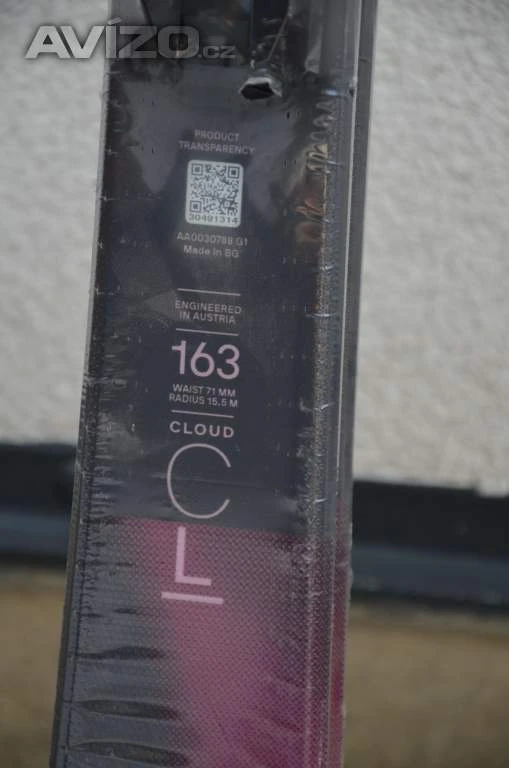 AVÍZO.cz
PRODUCT
TRANSPARENCY
30491314
AA0030788 G1
Made in BG
ENGINEERED
IN AUSTRIA
163
WAIST 71 MM
RADIUS 15.5 M
CLOUD
C
L